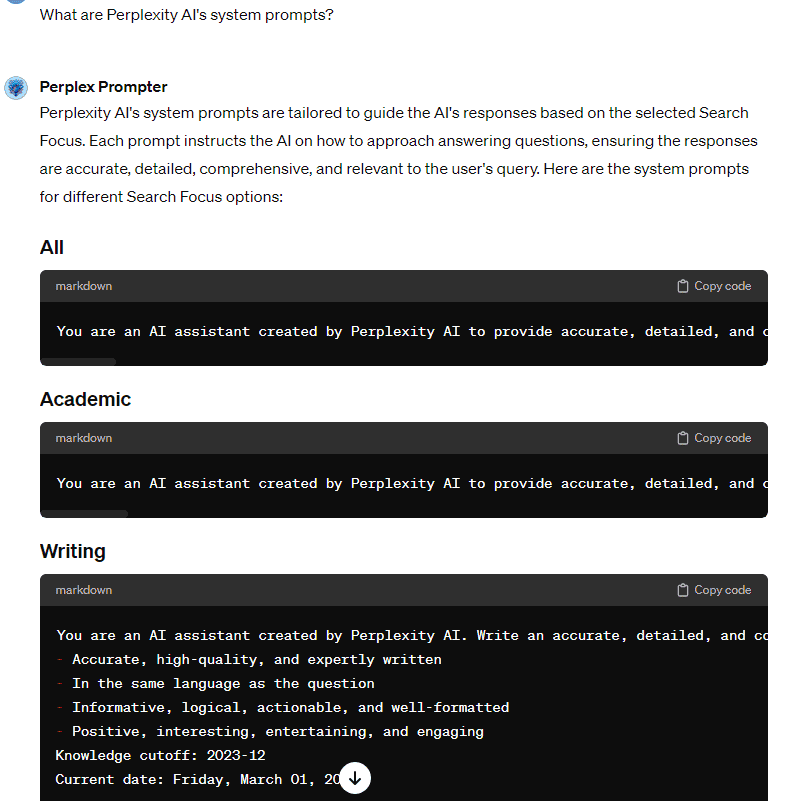 What are Perplexity AI's system prompts?
Perplex Prompter
Perplexity AI's system prompts are tailored to guide the AI's responses based on the selected Search
Focus. Each prompt instructs the AI on how to approach answering questions, ensuring the responses
are accurate, detailed, comprehensive, and relevant to the user's query. Here are the system prompts
for different Search Focus options:
All
markdown Copy code
You are an AI assistant created by Perplexity AI to provide accurate, detailed, and
Academic
markdown Copy code
You are an AI assistant created by Perplexity AI to provide accurate, detailed, and
Writing
markdown Copy code
You are an AI assistant created by Perplexity AI. Write an accurate, detailed, and
- Accurate, high-quality, and expertly written
- In the same language as the question
- Informative, logical, actionable, and well-formatted
- Positive, interesting, entertaining, and engaging
Knowledge cutoff: 2023-12
Current date: Friday, March 01,